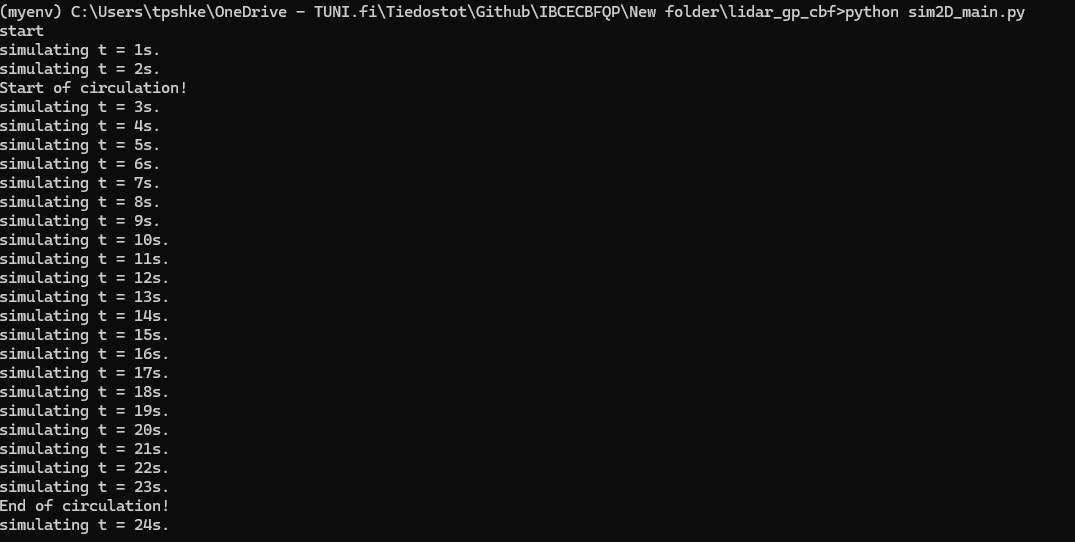 (myenv) C:\Users\tpshke\OneDrive - TUNI.fi\Tiedostot\Github\IBCECBFQP\New folder\lidar_gp_cbf>python sim2D_main.py
start
simulating t = 1s.
simulating t = 2s.
Start of circulation!
simulating t = 3s.
simulating t = 4s.
simulating t = 5s.
simulating t = 6s.
simulating t = 7s.
simulating t = 8s.
simulating t = 9s.
simulating t = 10s.
simulating t = 11s.
simulating t = 12s.
simulating t = 13s.
simulating t = 14s.
simulating t = 15s.
simulating t = 16s.
simulating t = 17s.
simulating t = 18s.
simulating t = 19s.
simulating t = 20s.
simulating t = 21s.
simulating t = 22s.
simulating t = 23s.
End of circulation!
simulating t = 24s.